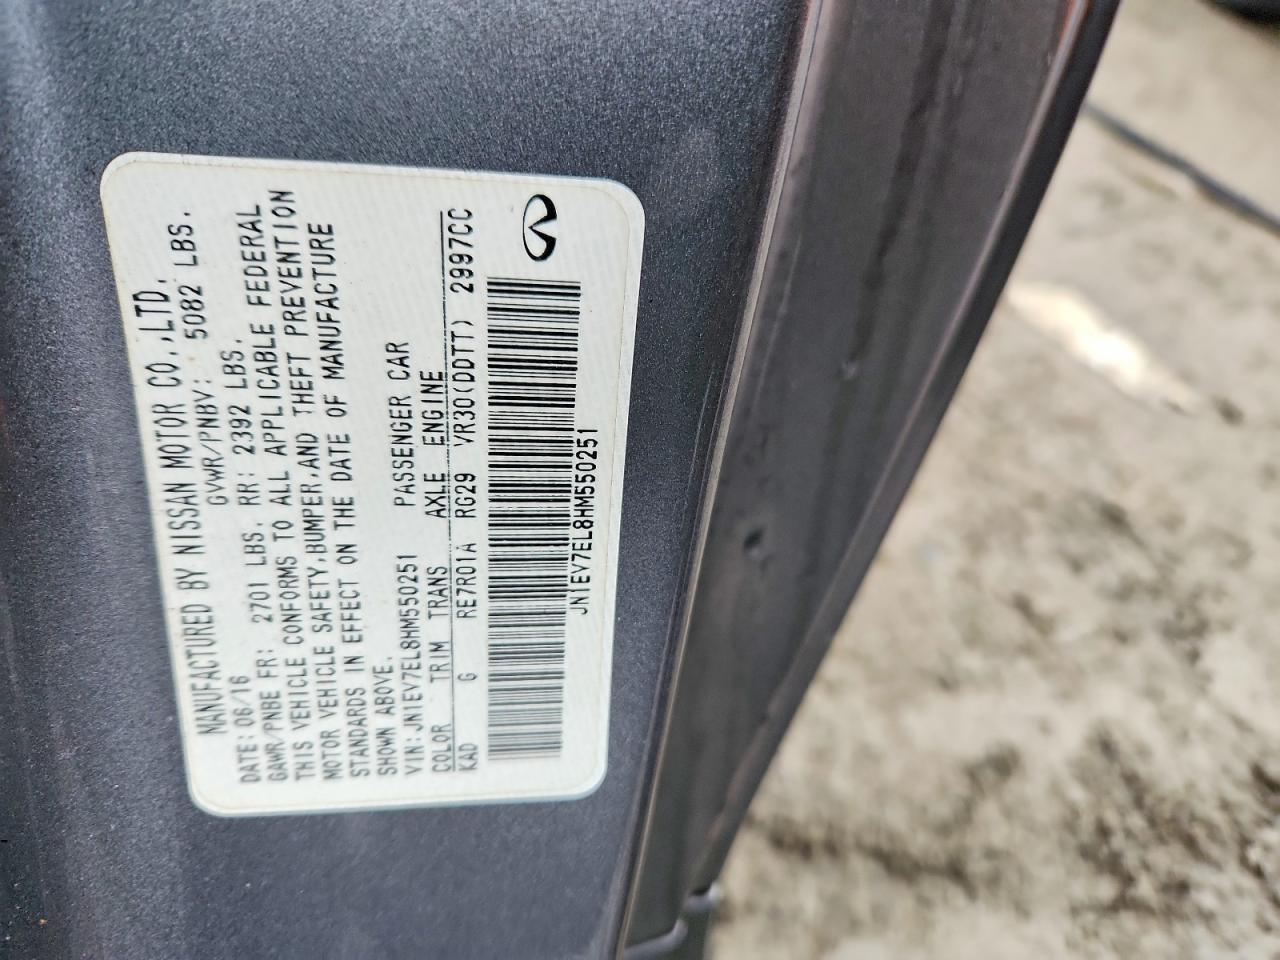 MANUFACTURED BY NISSAN MOTOR CO.,LTD.
DATE: 06/16 GVWR/PNBV: 5082 LBS.
GAWR/PNBE FR: 2701 LBS. RR: 2392 LBS.
THIS VEHICLE CONFORMS TO ALL APPLICABLE FEDERAL
MOTOR VEHICLE SAFETY,BUMPER,AND THEFT PREVENTION
STANDARDS IN EFFECT ON THE DATE OF MANUFACTURE
SHOWN ABOVE.
VIN:JN1EV7EL8HM550251 PASSENGER CAR
COLOR TRIM TRANS AXLE ENGINE
KAD G RE7R01A RG29 VR30(DDTT) 2997CC
JN1EV7EL8HM550251